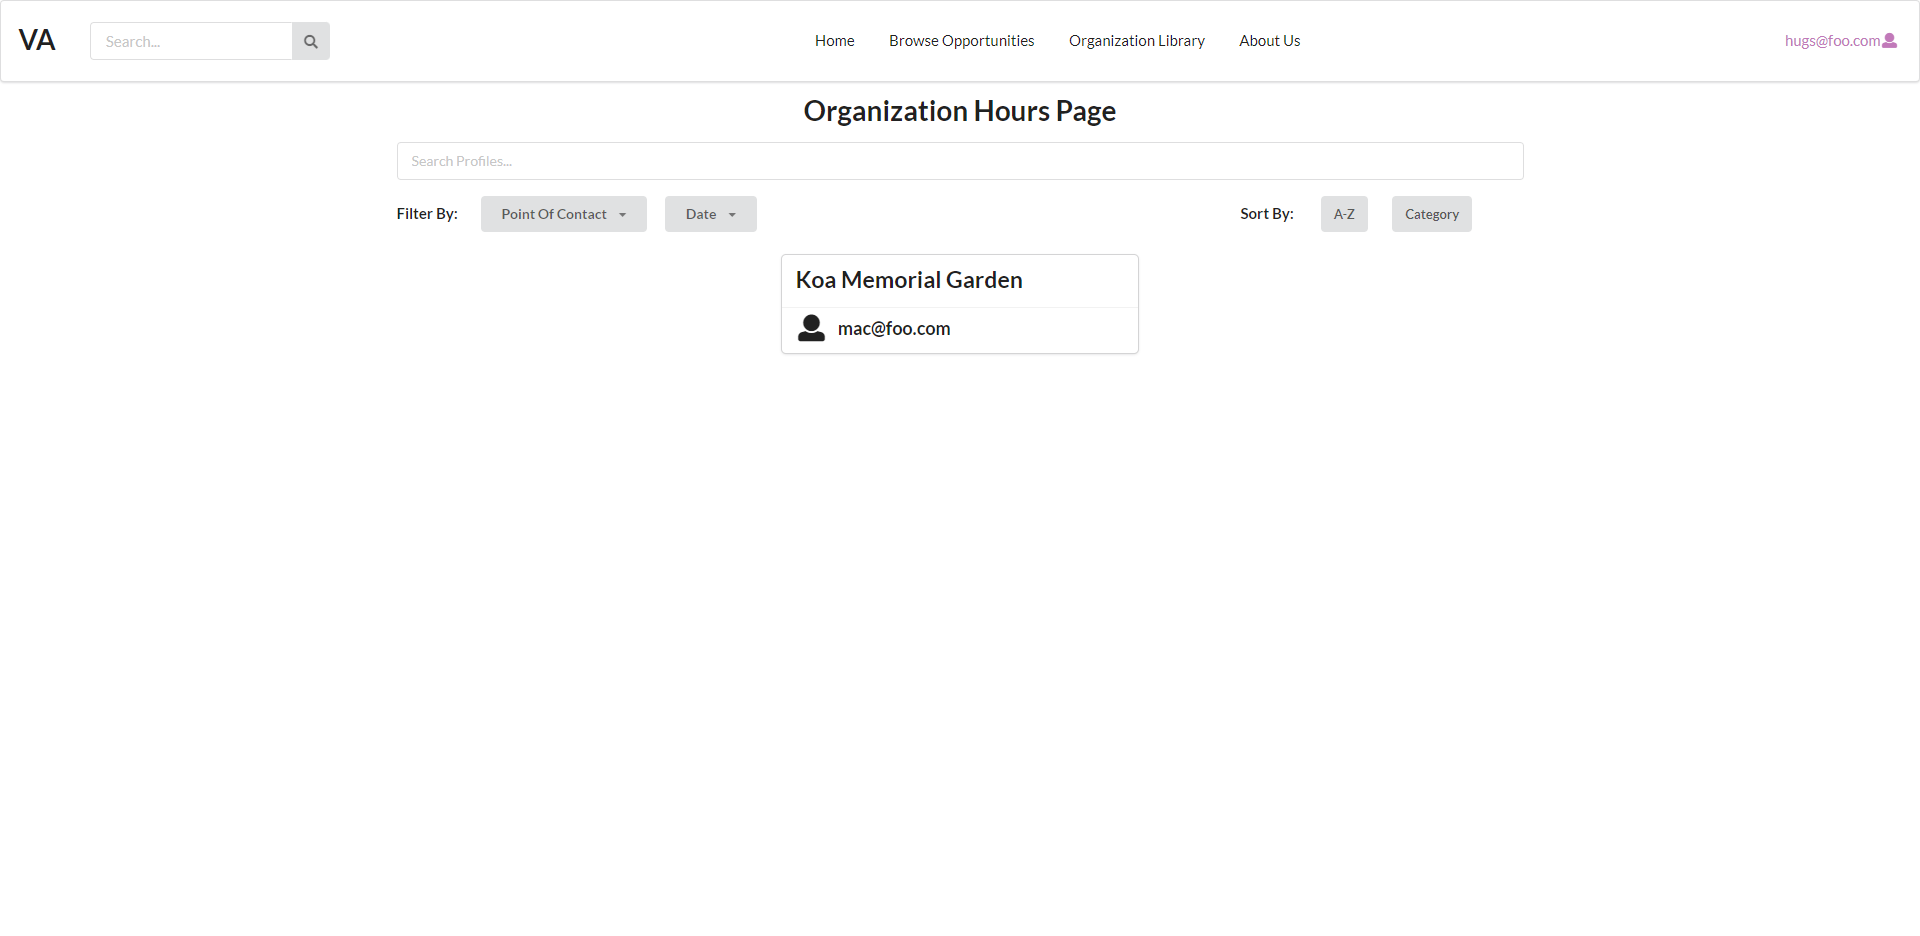 VA Search... Home Browse Opportunities Organization Library About Us hugs@foo.com
Organization Hours Page
Search Profiles...
Filter By: Point Of Contact Date Sort By: A-Z Category
Koa Memorial Garden
mac@foo.com